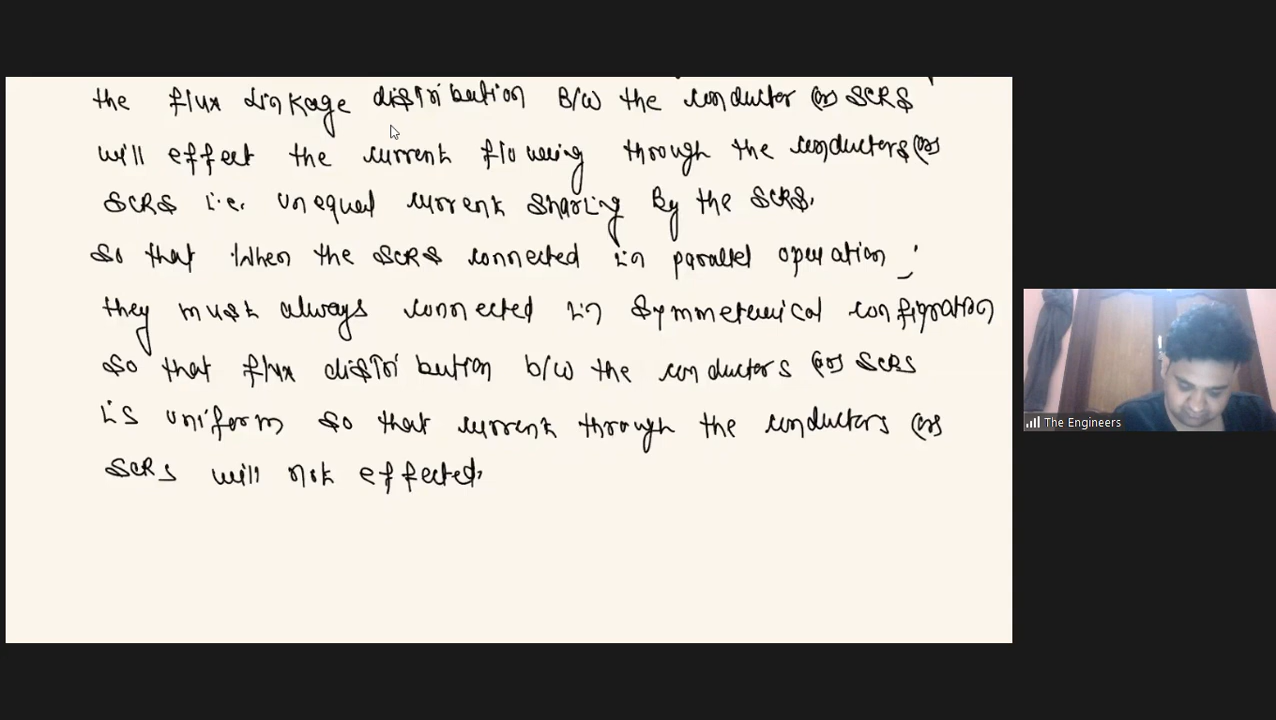 the flux linkage distribution B/W the conductor (or) SCRS
will effect the current flowing through the conductors (or)
SCRS i.e. unequal current sharing By the SCRS.
So that When the SCRS connected in parallel operation ;
they must always connected in Symmeterical configration
So that flux distribution b/w the conductors (or) SCRS
is uniform so that current through the conductors (or)
SCRs will not effected.
The Engineers